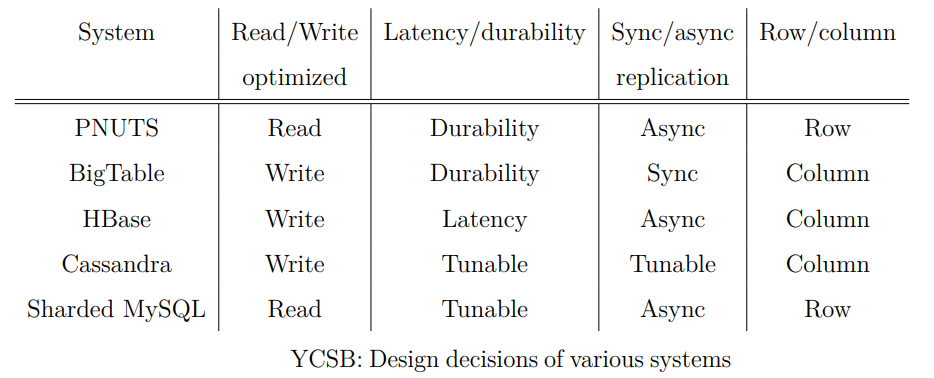 System Read/Write Latency/durability Sync/async Row/column
optimized replication
PNUTS Read Durability Async Row
BigTable Write Durability Sync Column
HBase Write Latency Async Column
Cassandra Write Tunable Tunable Column
Sharded MySQL Read Tunable Async Row
YCSB: Design decisions of various systems